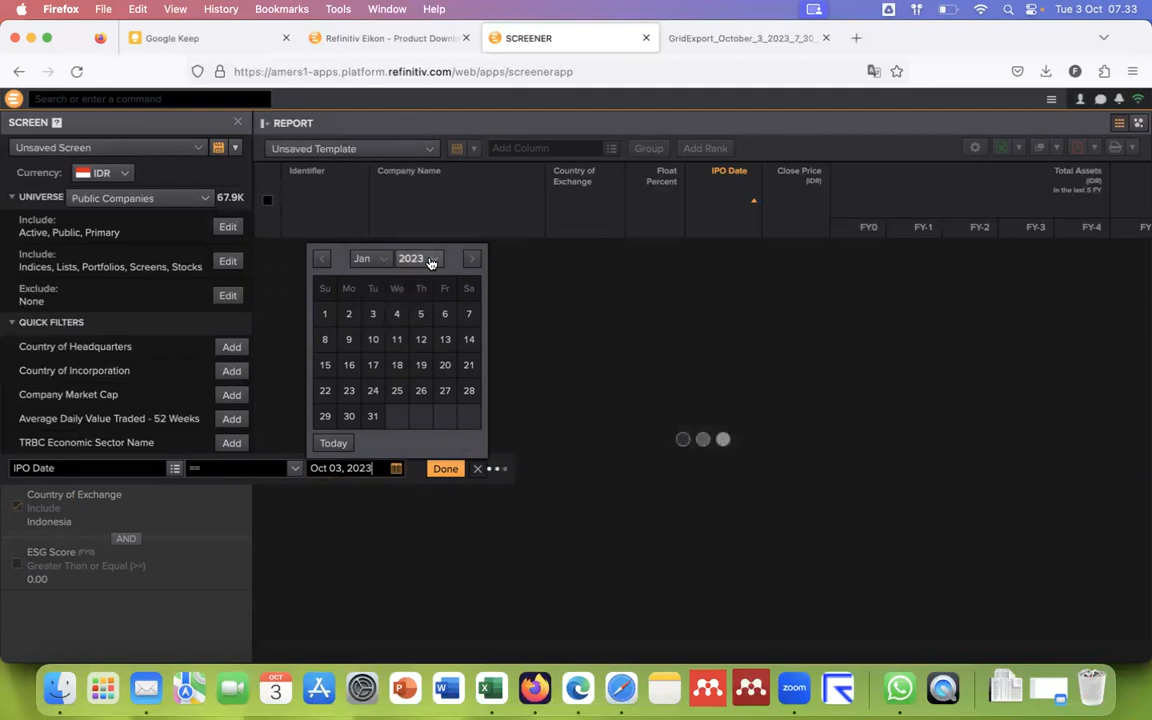 Firefox File Edit View History Bookmarks Tools Window Help Tue 3 Oct 07.33
Google Keep Refinitiv Eikon - Product Downl SCREENER GridExport_October_3_2023_7_30_
https://amers1-apps.platform.refinitiv.com/web/apps/screenerapp
Search or enter a command
SCREEN ? REPORT
Unsaved Screen Unsaved Template Add Column Group Add Rank
Currency: IDR
UNIVERSE Public Companies 67.9K
Identifier Company Name Country of Exchange Float Percent IPO Date Close Price (IDR) Total Assets (IDR) In the last 5 FY
FY0 FY-1 FY-2 FY-3 FY-4 FY
Include:
Active, Public, Primary Edit
Include:
Indices, Lists, Portfolios, Screens, Stocks Edit
Exclude:
None Edit
QUICK FILTERS
Country of Headquarters Add
Country of Incorporation Add
Company Market Cap Add
Average Daily Value Traded - 52 Weeks Add
TRBC Economic Sector Name Add
Jan 2023
Su Mo Tu We Th Fr Sa
1 2 3 4 5 6 7
8 9 10 11 12 13 14
15 16 17 18 19 20 21
22 23 24 25 26 27 28
29 30 31
Today
IPO Date == Oct 03, 2023 Done
Country of Exchange
Include
Indonesia
AND
ESG Score (FY0)
Greater Than or Equal (>=)
0.00
OCT
3
zoom